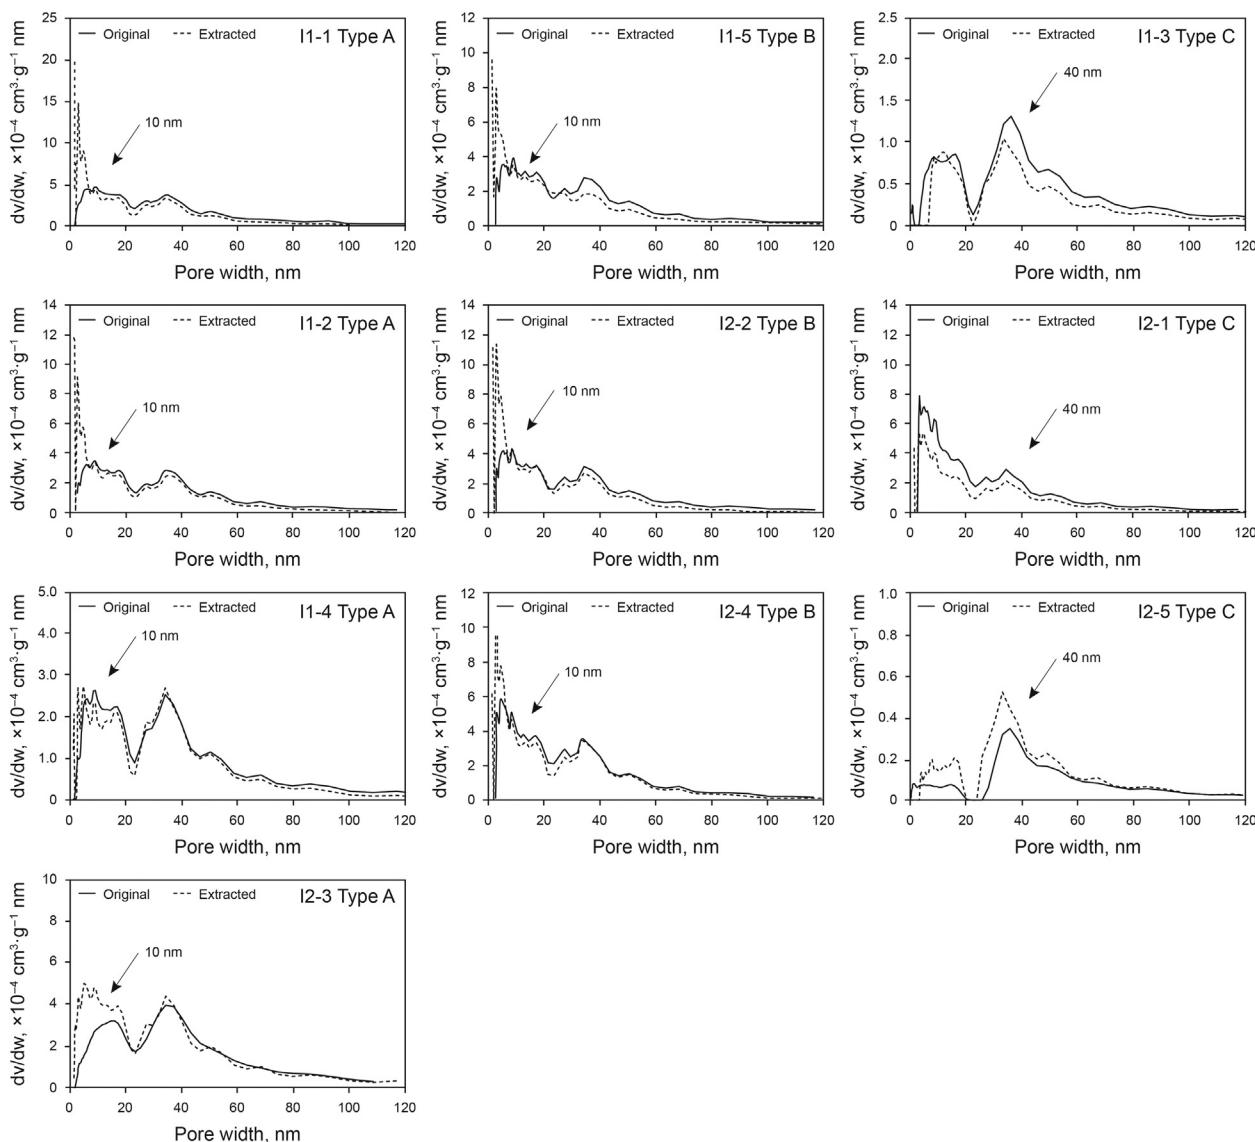 Original Extracted I1-1 Type A
25
20
15
10
5
0
10 nm
0 20 40 60 80 100 120
dv/dw, ×10⁻⁴ cm³·g⁻¹ nm
Pore width, nm
Original Extracted I1-5 Type B
12
10
8
6
4
2
0
10 nm
0 20 40 60 80 100 120
dv/dw, ×10⁻⁴ cm³·g⁻¹ nm
Pore width, nm
Original Extracted I1-3 Type C
2.5
2.0
1.5
1.0
0.5
0
40 nm
0 20 40 60 80 100 120
dv/dw, ×10⁻⁴ cm³·g⁻¹ nm
Pore width, nm
Original Extracted I1-2 Type A
14
12
10
8
6
4
2
0
10 nm
0 20 40 60 80 100 120
dv/dw, ×10⁻⁴ cm³·g⁻¹ nm
Pore width, nm
Original Extracted I2-2 Type B
14
12
10
8
6
4
2
0
10 nm
0 20 40 60 80 100 120
dv/dw, ×10⁻⁴ cm³·g⁻¹ nm
Pore width, nm
Original Extracted I2-1 Type C
14
12
10
8
6
4
2
0
40 nm
0 20 40 60 80 100 120
dv/dw, ×10⁻⁴ cm³·g⁻¹ nm
Pore width, nm
Original Extracted I1-4 Type A
5.0
4.0
3.0
2.0
1.0
0
10 nm
0 20 40 60 80 100 120
dv/dw, ×10⁻⁴ cm³·g⁻¹ nm
Pore width, nm
Original Extracted I2-4 Type B
12
10
8
6
4
2
0
10 nm
0 20 40 60 80 100 120
dv/dw, ×10⁻⁴ cm³·g⁻¹ nm
Pore width, nm
Original Extracted I2-5 Type C
1.0
0.8
0.6
0.4
0.2
0
40 nm
0 20 40 60 80 100 120
dv/dw, ×10⁻⁴ cm³·g⁻¹ nm
Pore width, nm
Original Extracted I2-3 Type A
10
8
6
4
2
0
10 nm
0 20 40 60 80 100 120
dv/dw, ×10⁻⁴ cm³·g⁻¹ nm
Pore width, nm